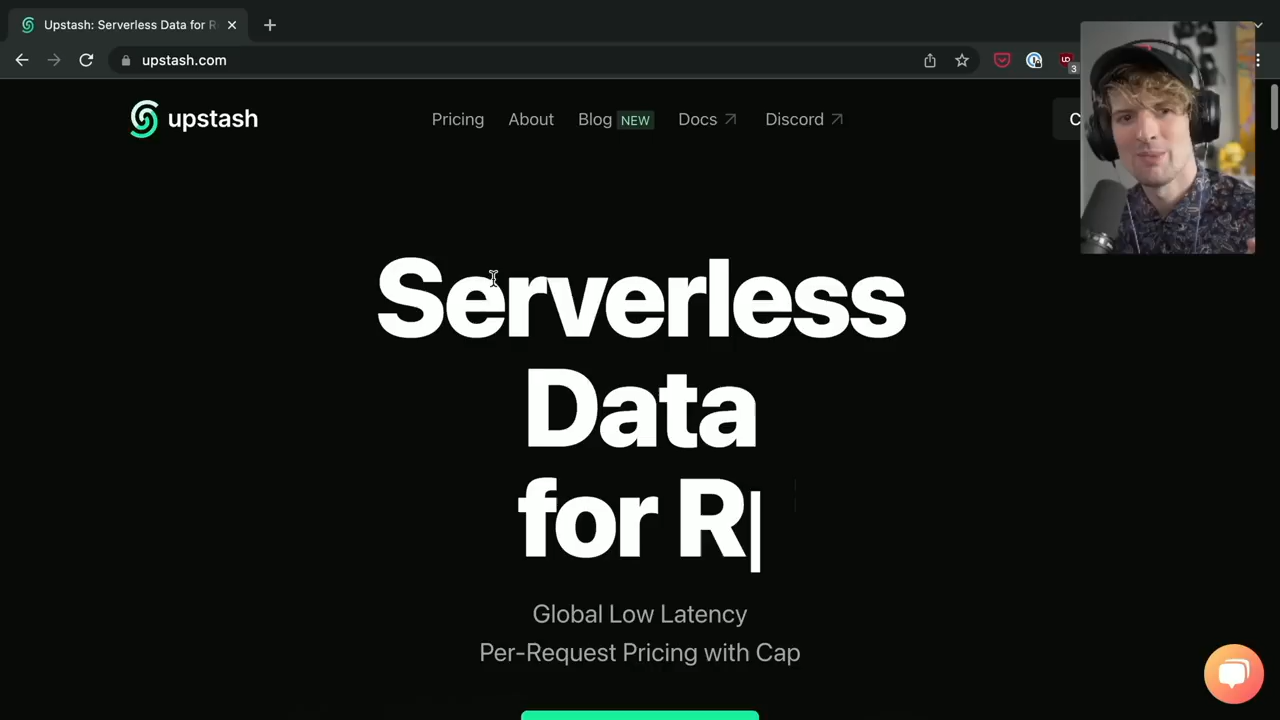 Upstash: Serverless Data for R
upstash.com
3
upstash
Pricing
About
Blog NEW
Docs
Discord
C
Serverless
Data
for R
Global Low Latency
Per-Request Pricing with Cap